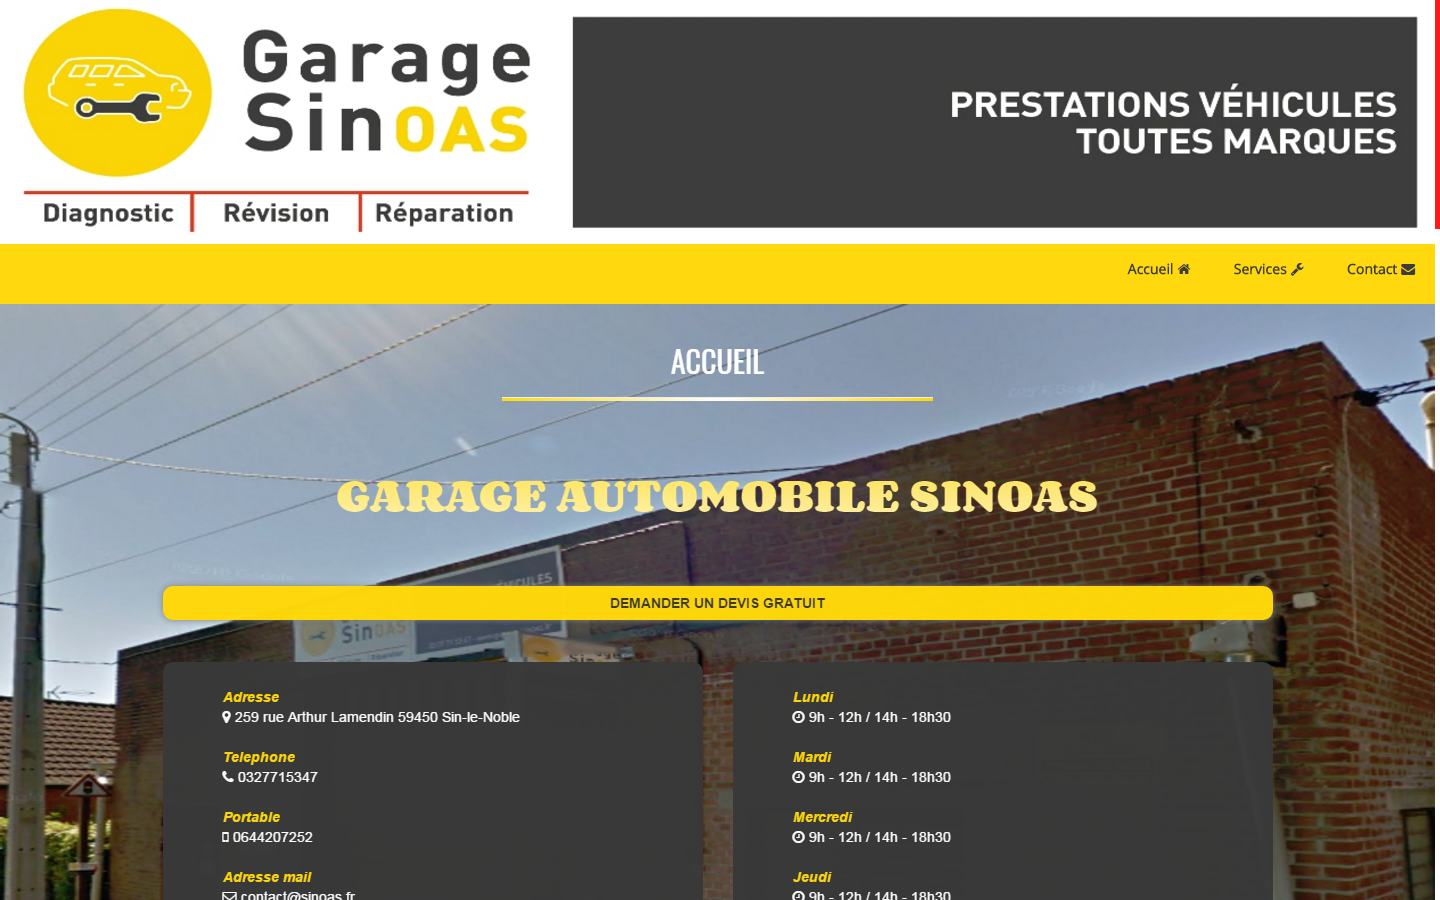 Garage
SinOAS
Diagnostic
Révision
Réparation
PRESTATIONS VÉHICULES
TOUTES MARQUES
Accueil
Services
Contact
ACCUEIL
GARAGE AUTOMOBILE SINOAS
DEMANDER UN DEVIS GRATUIT
SinOAS
Adresse
259 rue Arthur Lamendin 59450 Sin-le-Noble
Telephone
0327715347
Portable
0644207252
Adresse mail
contact@sinoas.fr
Lundi
9h - 12h / 14h - 18h30
Mardi
9h - 12h / 14h - 18h30
Mercredi
9h - 12h / 14h - 18h30
Jeudi
9h - 12h / 14h - 18h30